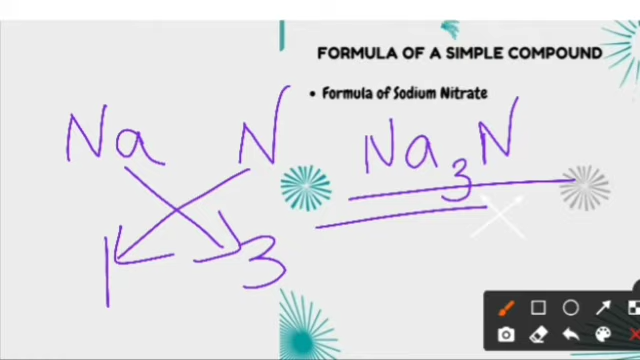 FORMULA OF A SIMPLE COMPOUND
• Formula of Sodium Nitrate
Na N
Na₃N
1 3